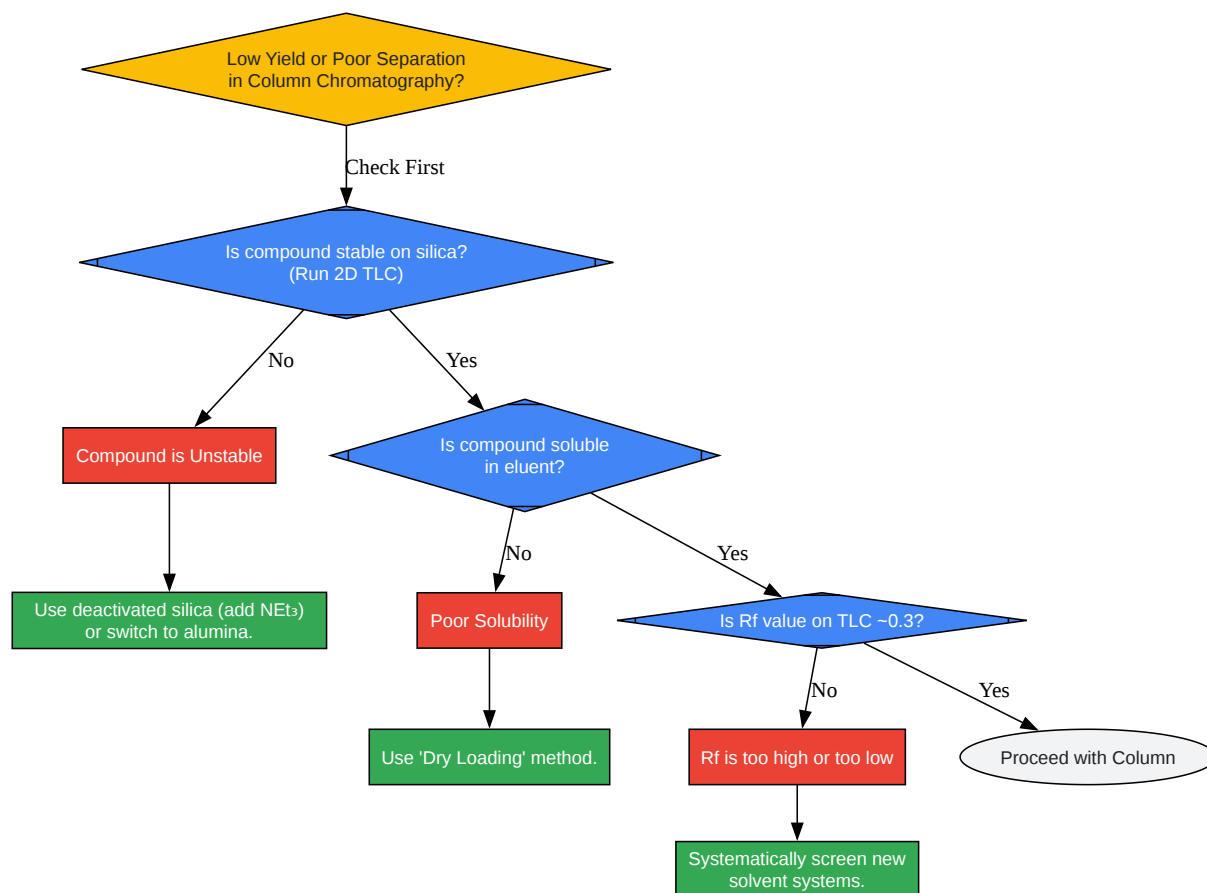 Low Yield or Poor Separation
in Column Chromatography?
Check First
Is compound stable on silica?
(Run 2D TLC)
No
Yes
Compound is Unstable
Is compound soluble
in eluent?
Use deactivated silica (add NEt₃)
or switch to alumina.
No
Yes
Poor Solubility
Is Rf value on TLC ~0.3?
Use 'Dry Loading' method.
No
Yes
Rf is too high or too low
Proceed with Column
Systematically screen new
solvent systems.